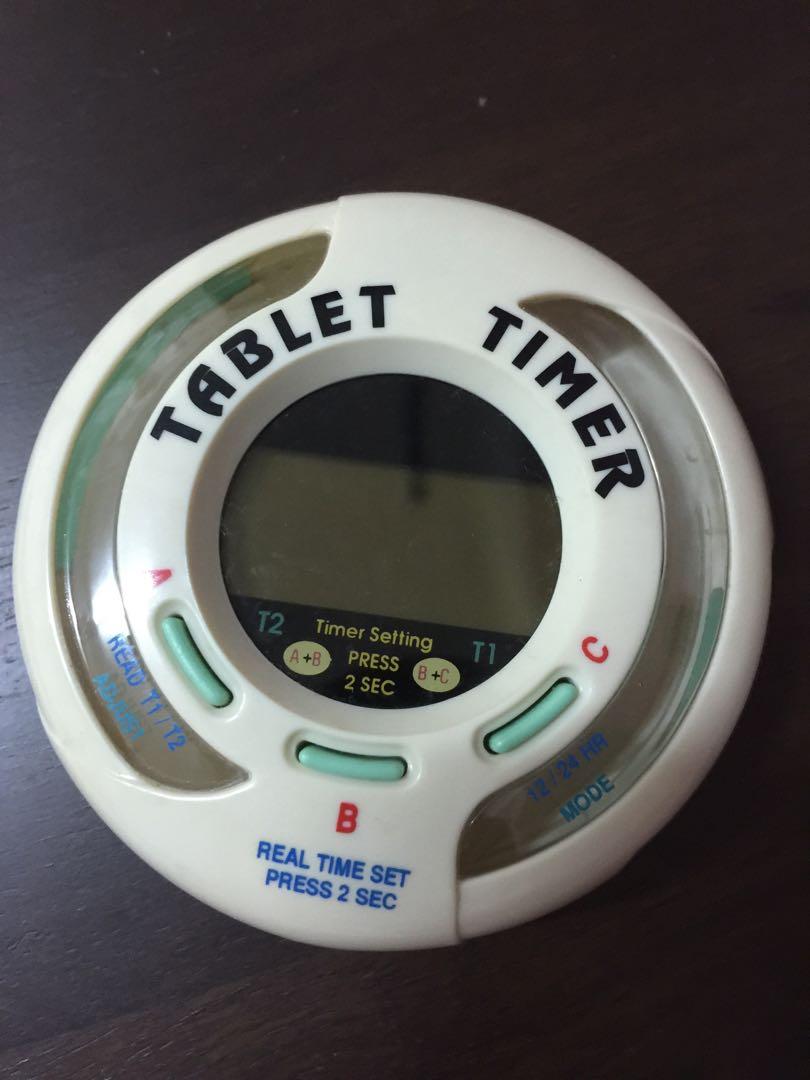 TABLET TIMER
T2 Timer Setting T1
A+B PRESS B+C
2 SEC
A
READ T1/T2
ADJUST
B
REAL TIME SET
PRESS 2 SEC
C
12/24 HR
MODE